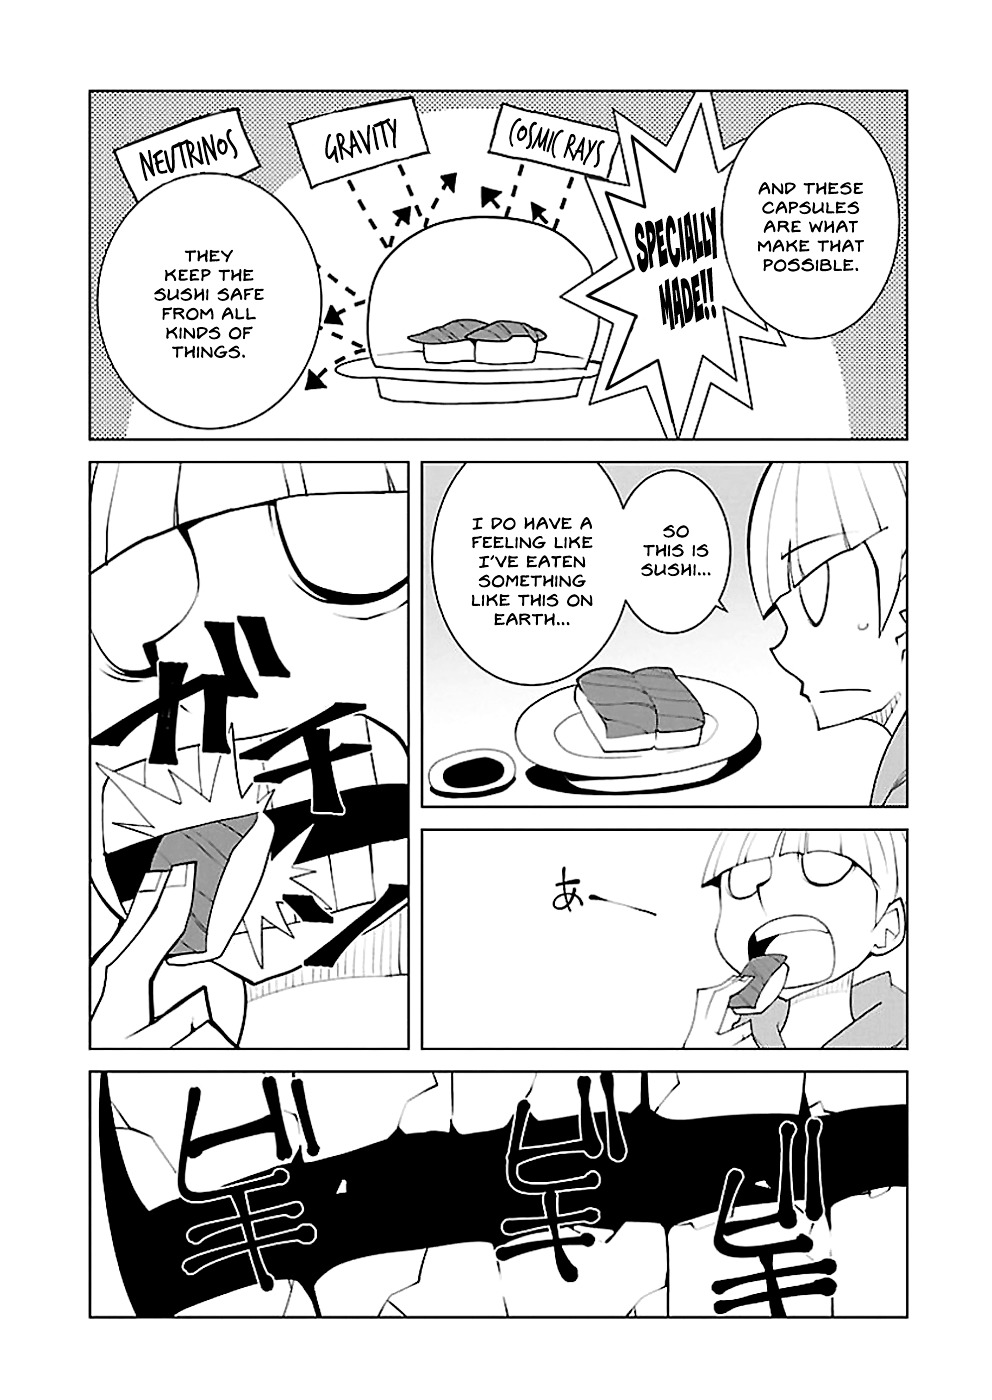 AND THESE
CAPSULES
ARE WHAT
MAKE THAT
POSSIBLE.
SPECIALLY
MADE!!
COSMIC RAYS
GRAVITY
NEUTRINOS
THEY
KEEP THE
SUSHI SAFE
FROM ALL
KINDS OF
THINGS.
SO
THIS IS
SUSHI...
I DO HAVE A
FEELING LIKE
I'VE EATEN
SOMETHING
LIKE THIS ON
EARTH...
あー
ガチン
ビキ
ビキ
ビキ